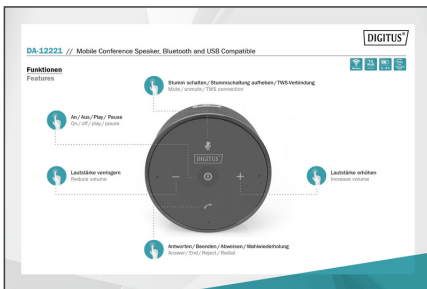 DIGITUS®
DA-12221 // Mobile Conference Speaker, Bluetooth and USB Compatible
Funktionen
Features
Stumm schalten / Stummschaltung aufheben / TWS-Verbindung
Mute / unmute / TWS connection
An / Aus / Play / Pause
On / off / play / pause
DIGITUS
Lautstärke verringern
Reduce volume
Lautstärke erhöhen
Increase volume
Antworten / Beenden / Abweisen / Wahlwiederholung
Answer / End / Reject / Redial